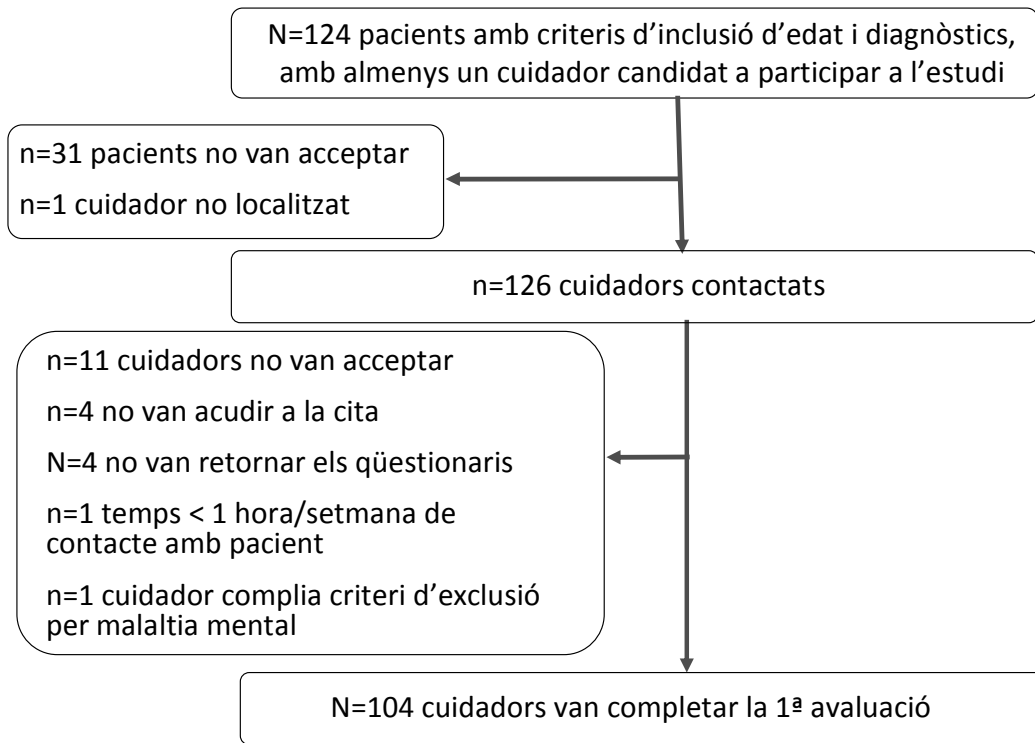 N=124 pacients amb criteris d’inclusió d’edat i diagnòstics,
amb almenys un cuidador candidat a participar a l’estudi
n=31 pacients no van acceptar
n=1 cuidador no localitzat
n=126 cuidadors contactats
n=11 cuidadors no van acceptar
n=4 no van acudir a la cita
N=4 no van retornar els qüestionaris
n=1 temps < 1 hora/setmana de
contacte amb pacient
n=1 cuidador complia criteri d’exclusió
per malaltia mental
N=104 cuidadors van completar la 1ª avaluació